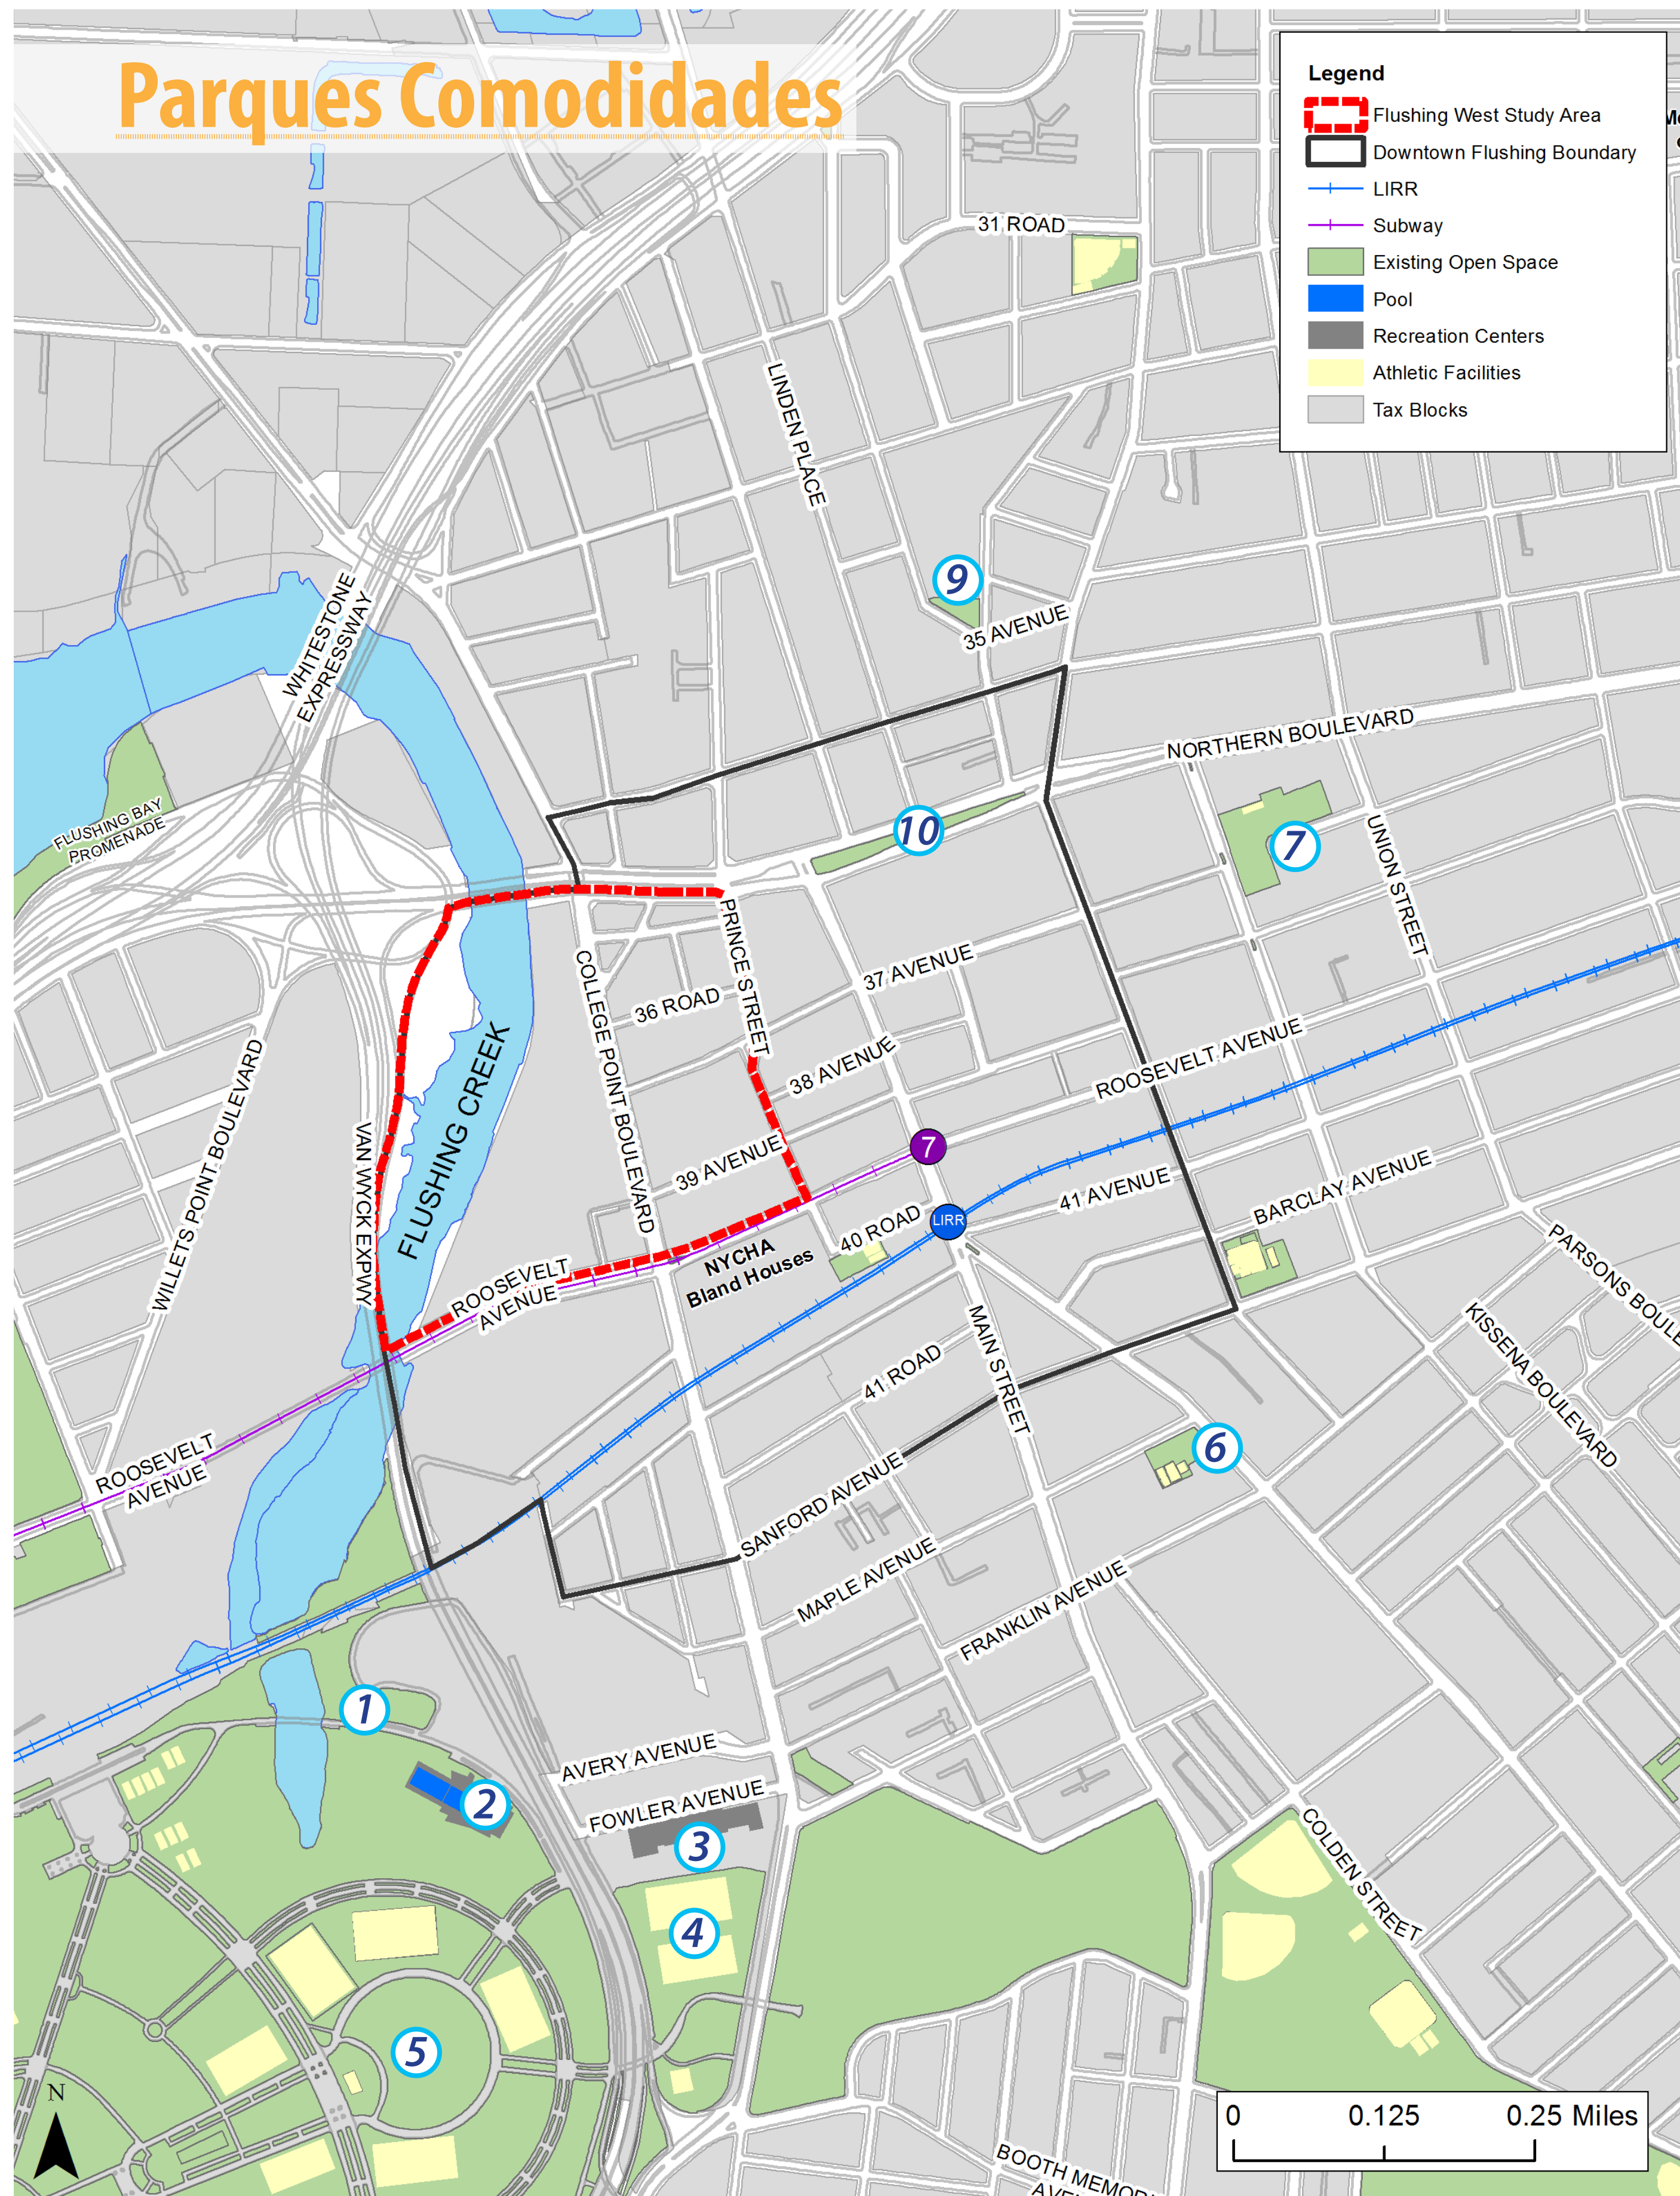 Parques Comodidades
Legend
Flushing West Study Area
Downtown Flushing Boundary
LIRR
Subway
Existing Open Space
Pool
Recreation Centers
Athletic Facilities
Tax Blocks
31 ROAD
LINDEN PLACE
9
35 AVENUE
WHITESTONE
EXPRESSWAY
NORTHERN BOULEVARD
FLUSHING BAY
PROMENADE
10
7
UNION STREET
PRINCE STREET
37 AVENUE
COLLEGE POINT BOULEVARD
36 ROAD
38 AVENUE
ROOSEVELT AVENUE
FLUSHING CREEK
WILLETS POINT BOULEVARD
VAN WYCK EXPWY
39 AVENUE
7
41 AVENUE
BARCLAY AVENUE
LIRR
40 ROAD
NYCHA
Bland Houses
ROOSEVELT
AVENUE
PARSONS BOULE
KISSENA BOULEVARD
MAIN STREET
41 ROAD
6
ROOSEVELT
AVENUE
SANFORD AVENUE
MAPLE AVENUE
FRANKLIN AVENUE
1
AVERY AVENUE
2
FOWLER AVENUE
3
COLDEN STREET
4
5
N
0 0.125 0.25 Miles
BOOTH MEMOR